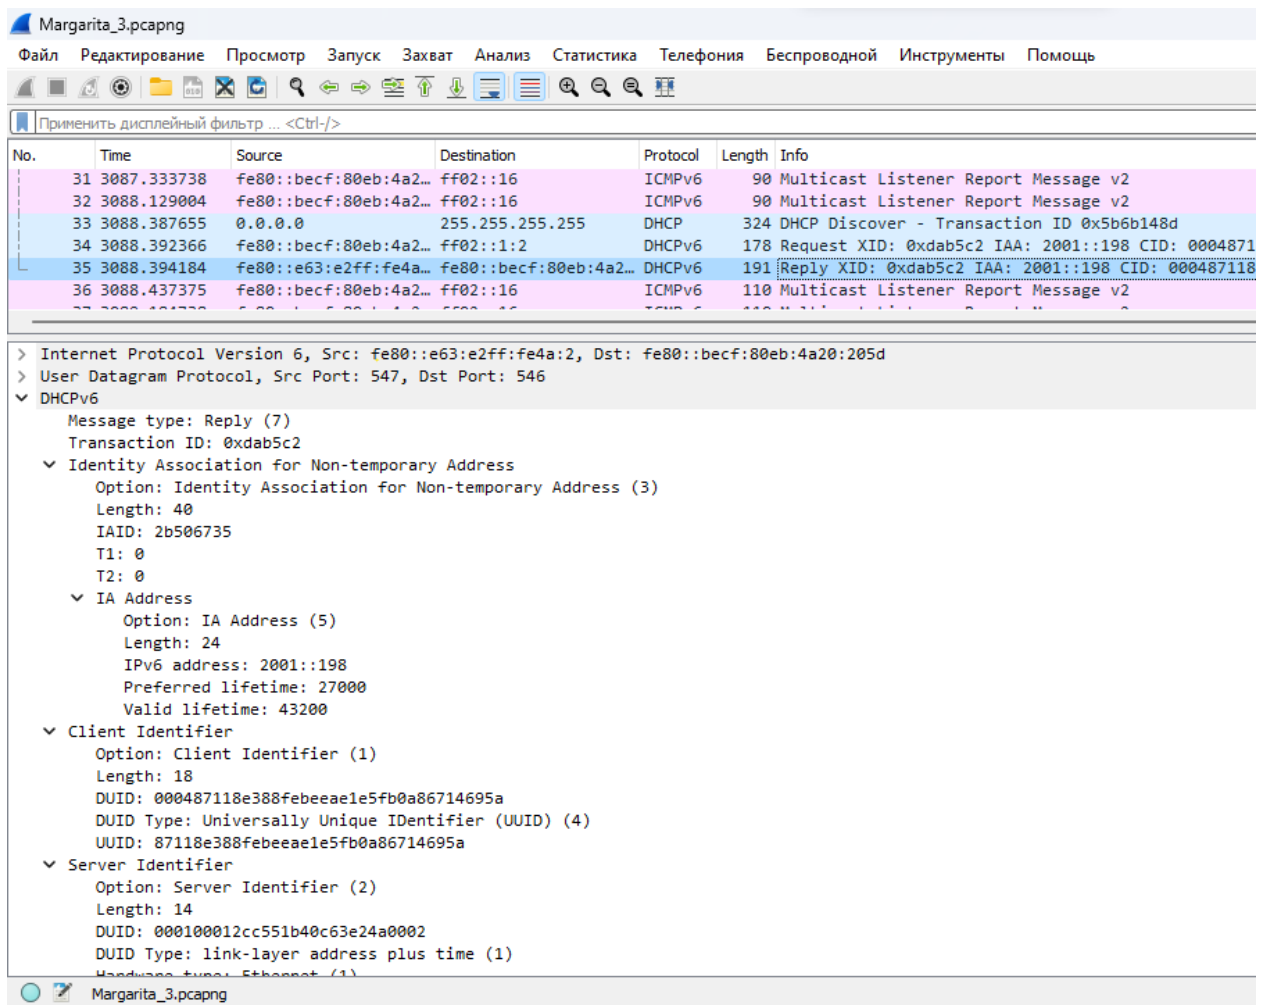 Margarita_3.pcapng
Файл Редактирование Просмотр Запуск Захват Анализ Статистика Телефония Беспроводной Инструменты Помощь
Применить дисплейный фильтр ... <Ctrl-/>
No. Time Source Destination Protocol Length Info
31 3087.333738 fe80::becf:80eb:4a2… ff02::16 ICMPv6 90 Multicast Listener Report Message v2
32 3088.129004 fe80::becf:80eb:4a2… ff02::16 ICMPv6 90 Multicast Listener Report Message v2
33 3088.387655 0.0.0.0 255.255.255.255 DHCP 324 DHCP Discover - Transaction ID 0x5b6b148d
34 3088.392366 fe80::becf:80eb:4a2… ff02::1:2 DHCPv6 178 Request XID: 0xdab5c2 IAA: 2001::198 CID: 0004871
35 3088.394184 fe80::e63:e2ff:fe4a… fe80::becf:80eb:4a2… DHCPv6 191 Reply XID: 0xdab5c2 IAA: 2001::198 CID: 000487118
36 3088.437375 fe80::becf:80eb:4a2… ff02::16 ICMPv6 110 Multicast Listener Report Message v2
Internet Protocol Version 6, Src: fe80::e63:e2ff:fe4a:2, Dst: fe80::becf:80eb:4a20:205d
User Datagram Protocol, Src Port: 547, Dst Port: 546
DHCPv6
Message type: Reply (7)
Transaction ID: 0xdab5c2
Identity Association for Non-temporary Address
Option: Identity Association for Non-temporary Address (3)
Length: 40
IAID: 2b506735
T1: 0
T2: 0
IA Address
Option: IA Address (5)
Length: 24
IPv6 address: 2001::198
Preferred lifetime: 27000
Valid lifetime: 43200
Client Identifier
Option: Client Identifier (1)
Length: 18
DUID: 000487118e388febeeae1e5fb0a86714695a
DUID Type: Universally Unique IDentifier (UUID) (4)
UUID: 87118e388febeeae1e5fb0a86714695a
Server Identifier
Option: Server Identifier (2)
Length: 14
DUID: 000100012cc551b40c63e24a0002
DUID Type: link-layer address plus time (1)
Hardware type: Ethernet (1)
Margarita_3.pcapng